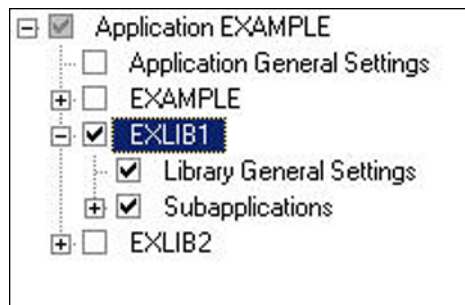 Application EXAMPLE
Application General Settings
EXAMPLE
EXLIB1
Library General Settings
Subapplications
EXLIB2